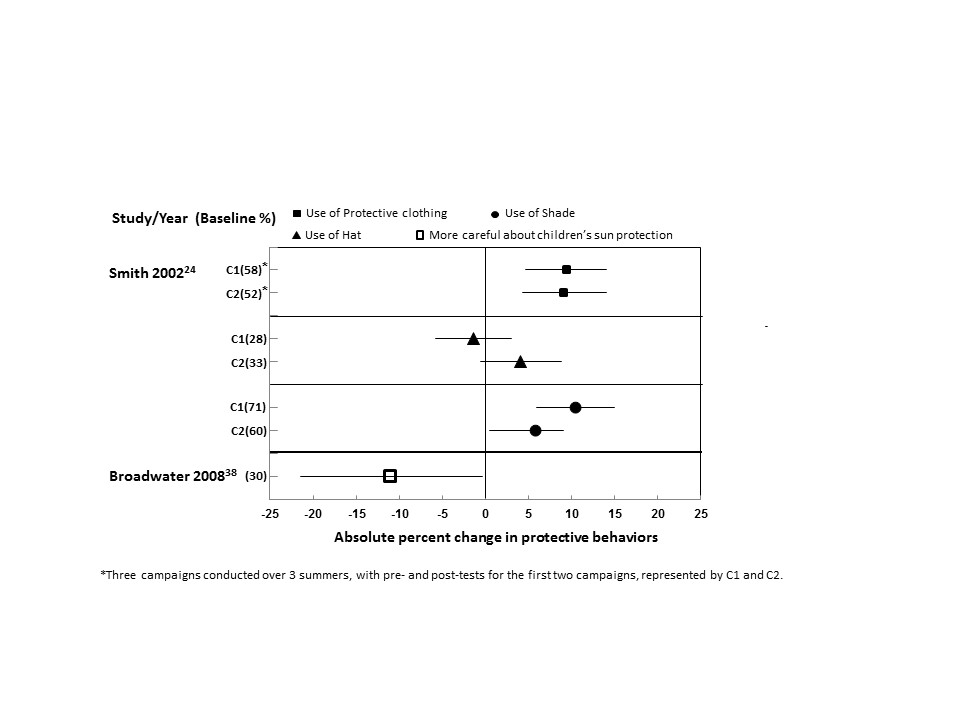 Study/Year (Baseline %)
Use of Protective clothing
Use of Shade
Use of Hat
More careful about children's sun protection
Smith 2002²⁴
C1(58)*
C2(52)*
C1(28)
C2(33)
C1(71)
C2(60)
Broadwater 2008³⁸ (30)
-25 -20 -15 -10 -5 0 5 10 15 20 25
Absolute percent change in protective behaviors
*Three campaigns conducted over 3 summers, with pre- and post-tests for the first two campaigns, represented by C1 and C2.